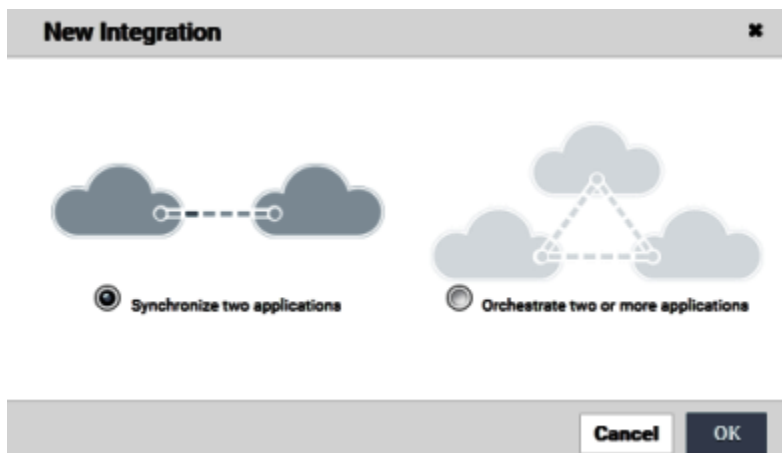 New Integration
Synchronize two applications
Orchestrate two or more applications
Cancel
OK